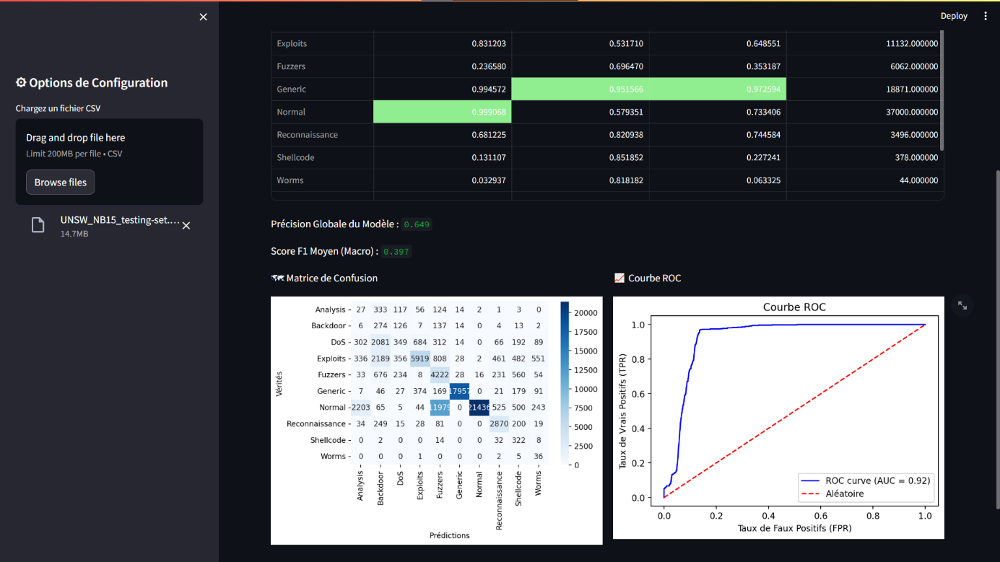 Deploy
Options de Configuration
Chargez un fichier CSV
Drag and drop file here
Limit 200MB per file • CSV
Browse files
UNSW_NB15_testing-set.…
14.7MB
Exploits 0.831203 0.531710 0.648551 11132.000000
Fuzzers 0.236580 0.696470 0.353187 6062.000000
Generic 0.994572 0.951566 0.972594 18871.000000
Normal 0.999068 0.579351 0.733406 37000.000000
Reconnaissance 0.681225 0.820938 0.744584 3496.000000
Shellcode 0.131107 0.851852 0.227241 378.000000
Worms 0.032937 0.818182 0.063325 44.000000
Précision Globale du Modèle : 0.649
Score F1 Moyen (Macro) : 0.397
Matrice de Confusion
Vérités
Analysis 27 333 117 56 124 14 2 1 3 0
Backdoor 6 274 126 7 137 14 0 4 13 2
DoS 302 2081 349 684 312 14 0 66 192 89
Exploits 336 2189 356 5919 808 28 2 461 482 551
Fuzzers 33 676 234 8 4222 28 16 231 560 54
Generic 7 46 27 374 169 17957 0 21 179 91
Normal 2203 65 5 44 11979 0 21436 525 500 243
Reconnaissance 34 249 15 28 81 0 0 2870 200 19
Shellcode 0 2 0 0 14 0 0 32 322 8
Worms 0 0 0 1 0 0 0 2 5 36
Analysis Backdoor DoS Exploits Fuzzers Generic Normal Reconnaissance Shellcode Worms
Prédictions
20000
17500
15000
12500
10000
7500
5000
2500
0
Courbe ROC
Courbe ROC
Taux de Vrais Positifs (TPR)
1.0
0.8
0.6
0.4
0.2
0.0
ROC curve (AUC = 0.92)
Aléatoire
0.0 0.2 0.4 0.6 0.8 1.0
Taux de Faux Positifs (FPR)